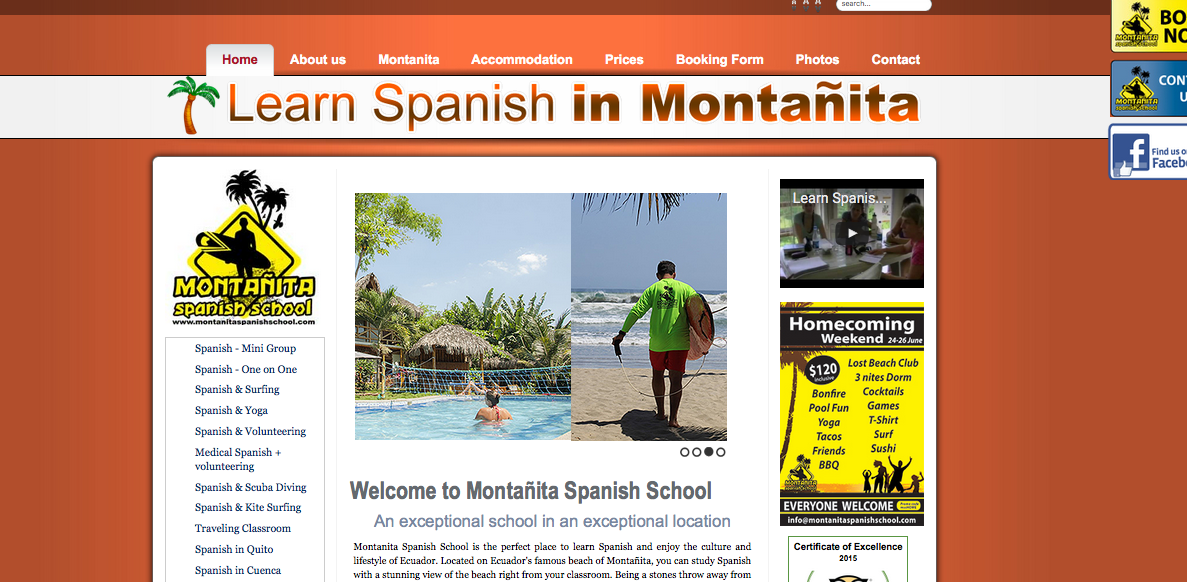 search...
BO
NO
Home About us Montanita Accommodation Prices Booking Form Photos Contact
CON
U
Learn Spanish in Montañita
Find us o
Faceb
MONTAÑITA
spanish school
www.montanitaspanishschool.com
Spanish - Mini Group
Spanish - One on One
Spanish & Surfing
Spanish & Yoga
Spanish & Volunteering
Medical Spanish +
volunteering
Spanish & Scuba Diving
Spanish & Kite Surfing
Traveling Classroom
Spanish in Quito
Spanish in Cuenca
Welcome to Montañita Spanish School
An exceptional school in an exceptional location
Montanita Spanish School is the perfect place to learn Spanish and enjoy the culture and
lifestyle of Ecuador. Located on Ecuador's famous beach of Montañita, you can study Spanish
with a stunning view of the beach right from your classroom. Being a stones throw away from
Learn Spanis...
Homecoming
Weekend 24-26 June
$120
inclusive
Lost Beach Club
3 nites Dorm
Cocktails
Games
T-Shirt
Surf
Sushi
Bonfire
Pool Fun
Yoga
Tacos
Friends
BBQ
EVERYONE WELCOME
info@montanitaspanishschool.com
Certificate of Excellence
2015